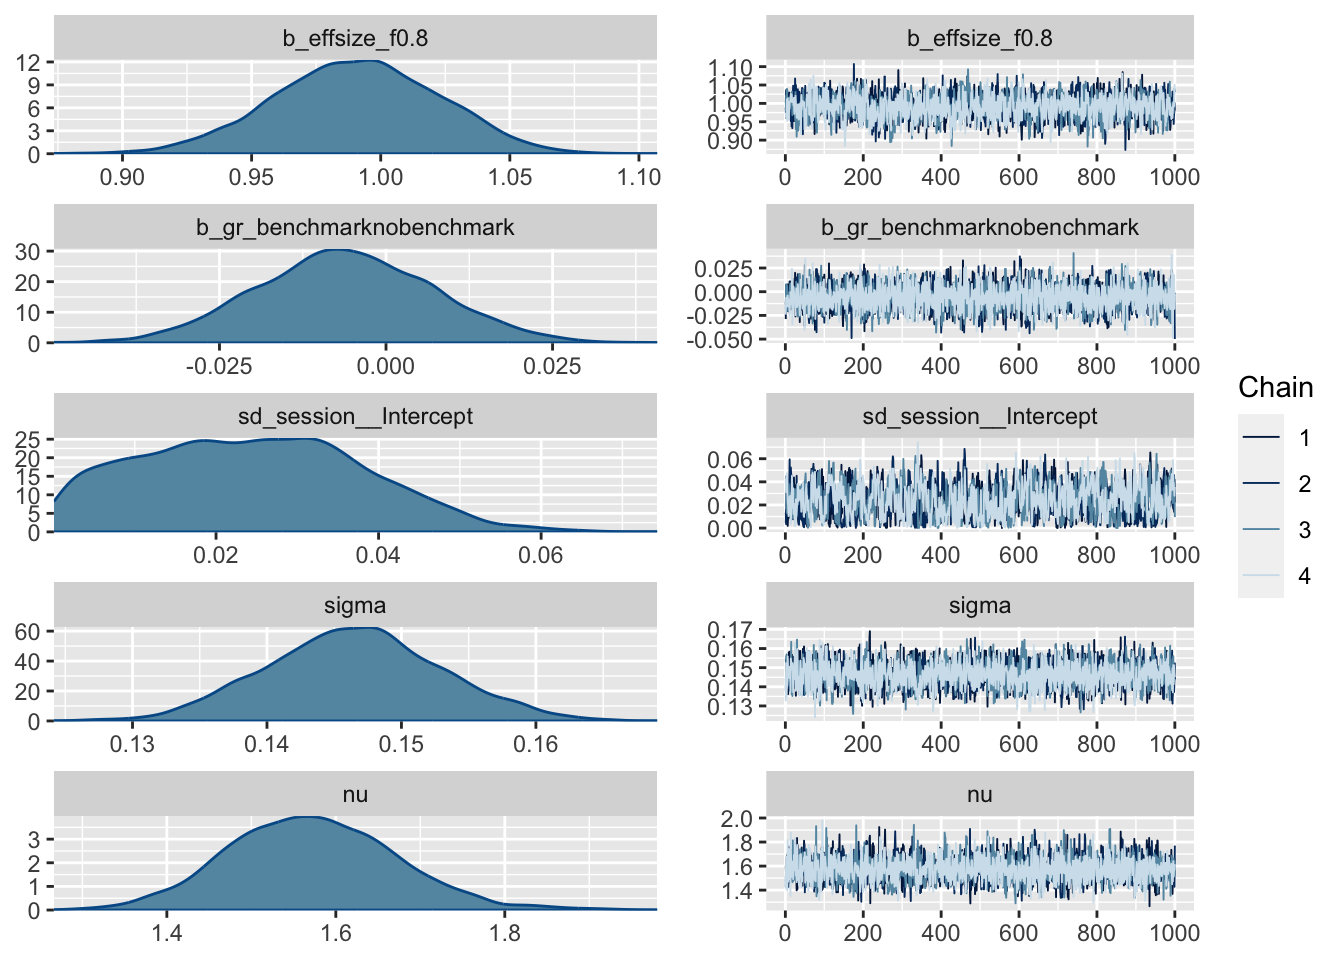 b_effsize_f0.8
12
9
6
3
0
0.90 0.95 1.00 1.05 1.10
b_effsize_f0.8
1.10
1.05
1.00
0.95
0.90
0 200 400 600 800 1000
b_gr_benchmarknobenchmark
30
20
10
0
-0.025 0.000 0.025
b_gr_benchmarknobenchmark
0.025
0.000
-0.025
-0.050
0 200 400 600 800 1000
sd_session__Intercept
25
20
15
10
5
0
0.02 0.04 0.06
sd_session__Intercept
0.06
0.04
0.02
0.00
0 200 400 600 800 1000
sigma
60
40
20
0
0.13 0.14 0.15 0.16
sigma
0.17
0.16
0.15
0.14
0.13
0 200 400 600 800 1000
nu
3
2
1
0
1.4 1.6 1.8
nu
2.0
1.8
1.6
1.4
0 200 400 600 800 1000
Chain
1
2
3
4